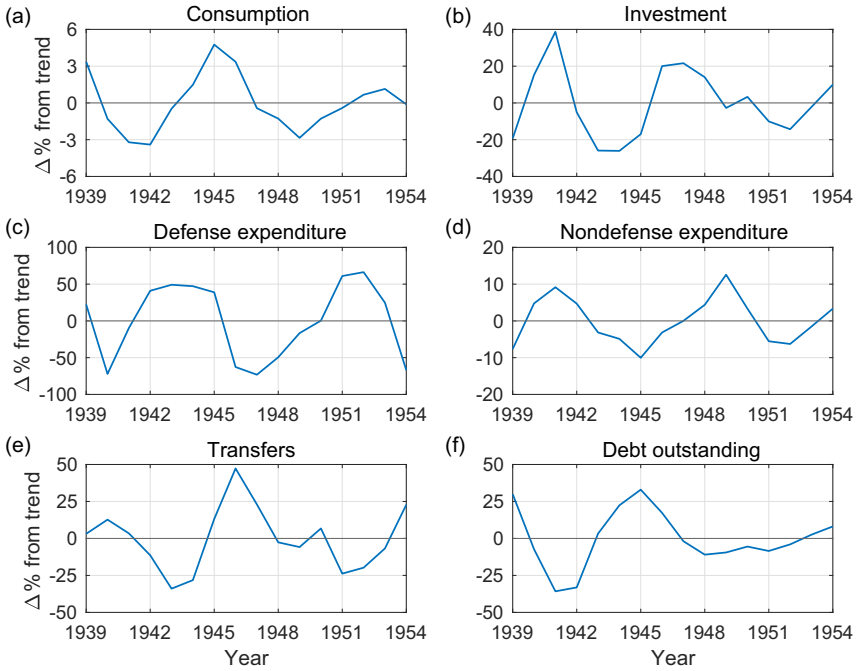 (a) Consumption
6
3
0
-3
-6
Δ % from trend
1939 1942 1945 1948 1951 1954
(b) Investment
40
20
0
-20
-40
1939 1942 1945 1948 1951 1954
(c) Defense expenditure
100
50
0
-50
-100
Δ % from trend
1939 1942 1945 1948 1951 1954
(d) Nondefense expenditure
20
10
0
-10
-20
1939 1942 1945 1948 1951 1954
(e) Transfers
50
25
0
-25
-50
Δ % from trend
1939 1942 1945 1948 1951 1954
Year
(f) Debt outstanding
50
25
0
-25
-50
1939 1942 1945 1948 1951 1954
Year